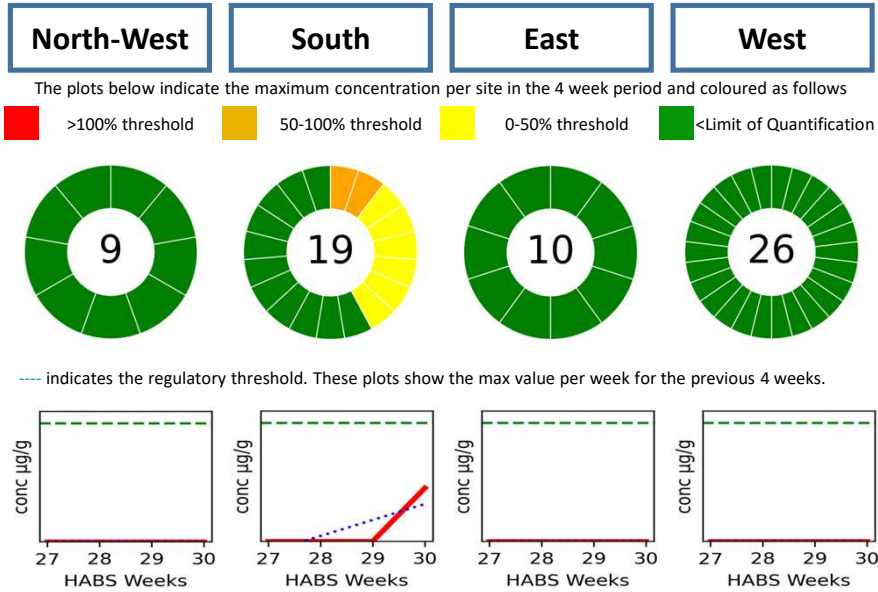 North-West South East West
The plots below indicate the maximum concentration per site in the 4 week period and coloured as follows
>100% threshold 50-100% threshold 0-50% threshold <Limit of Quantification
9 19 10 26
---- indicates the regulatory threshold. These plots show the max value per week for the previous 4 weeks.
conc µg/g conc µg/g conc µg/g conc µg/g
27 28 29 30 27 28 29 30 27 28 29 30 27 28 29 30
HABS Weeks HABS Weeks HABS Weeks HABS Weeks